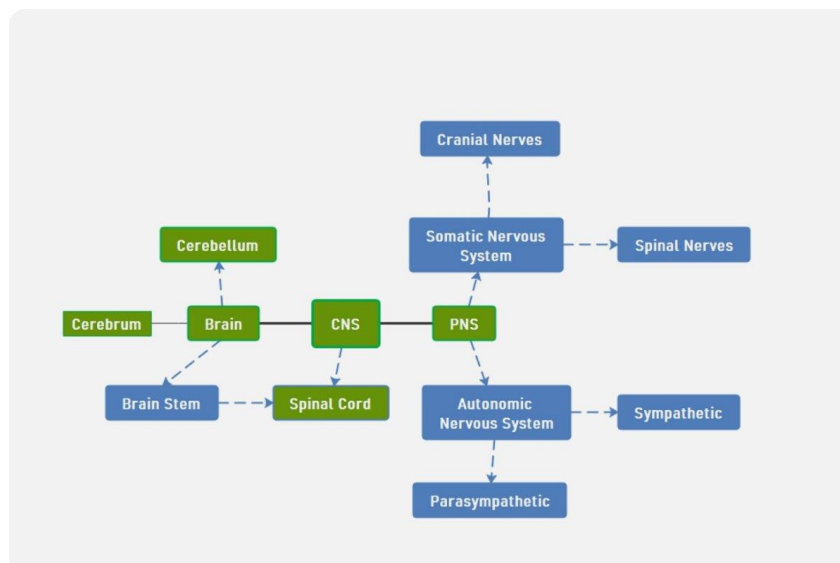 Cranial Nerves
Somatic Nervous
System
Spinal Nerves
Cerebellum
Cerebrum
Brain
CNS
PNS
Brain Stem
Spinal Cord
Autonomic
Nervous System
Sympathetic
Parasympathetic